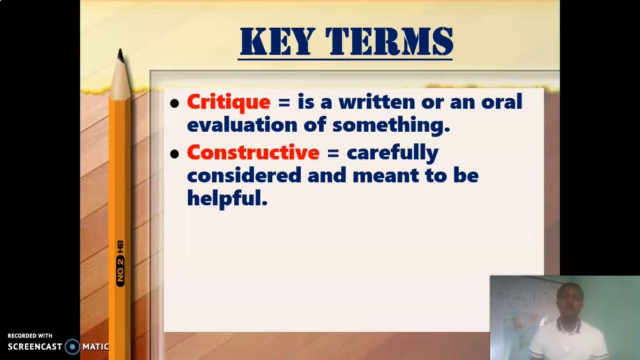 KEY TERMS
● Critique = is a written or an oral
evaluation of something.
● Constructive = carefully
considered and meant to be
helpful.
NO 2 HB
RECORDED WITH
SCREENCAST MATIC